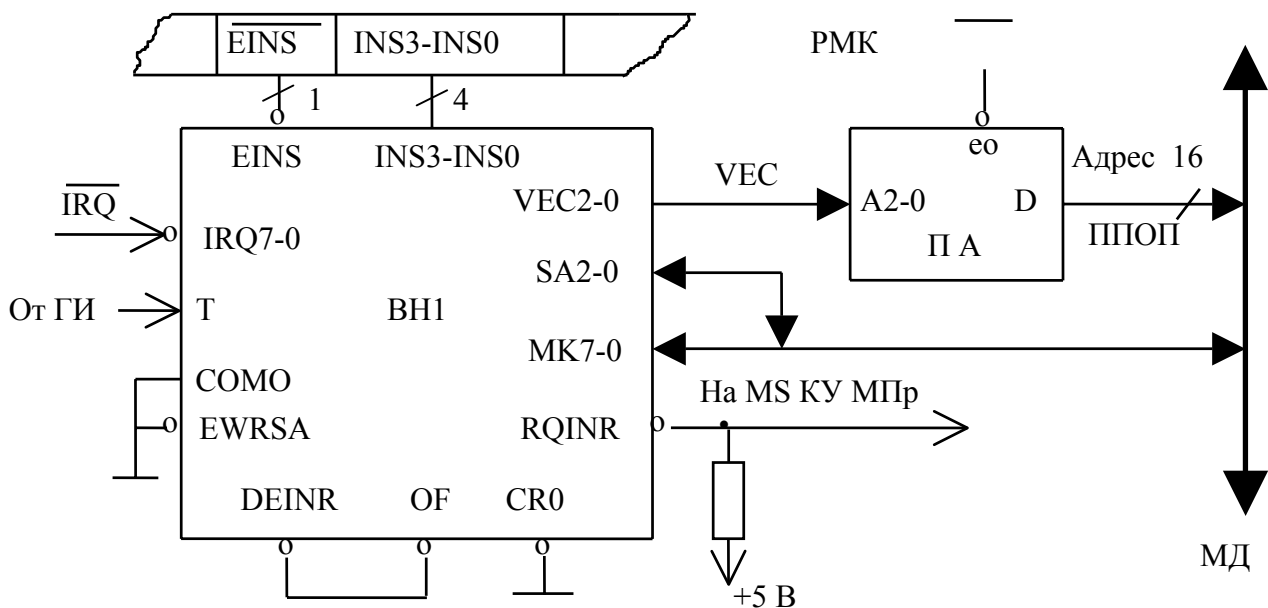 EINS INS3-INS0 РМК
1 4
EINS INS3-INS0 ео Адрес 16
IRQ VEC2-0 VEC A2-0 D
IRQ7-0 П А ППОП
SA2-0
От ГИ T ВН1
MK7-0
COMO На MS КУ МПр
EWRSA RQINR
DEINR OF CR0
МД
+5 В